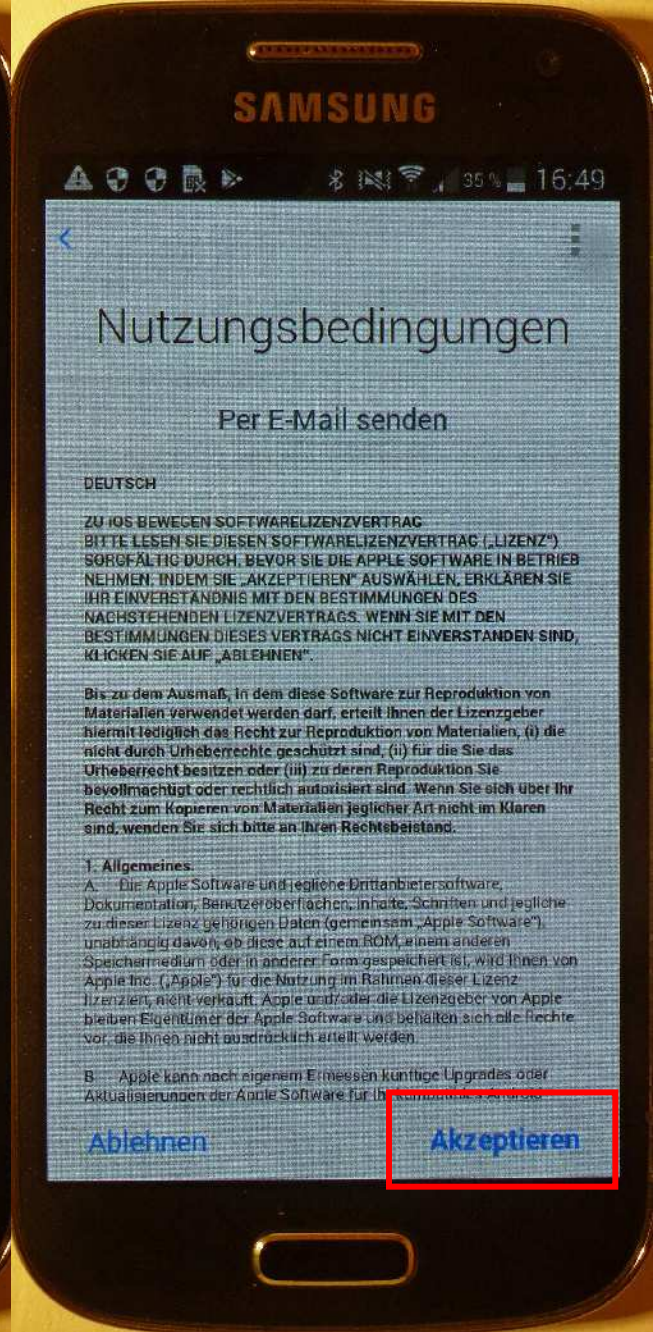 SAMSUNG
35 % 16:49
Nutzungsbedingungen
Per E-Mail senden
DEUTSCH
ZU iOS BEWEGEN SOFTWARELIZENZVERTRAG
BITTE LESEN SIE DIESEN SOFTWARELIZENZVERTRAG („LIZENZ“)
SORGFÄLTIG DURCH, BEVOR SIE DIE APPLE SOFTWARE IN BETRIEB
NEHMEN. INDEM SIE „AKZEPTIEREN“ AUSWÄHLEN, ERKLÄREN SIE
IHR EINVERSTÄNDNIS MIT DEN BESTIMMUNGEN DES
NACHSTEHENDEN LIZENZVERTRAGS. WENN SIE MIT DEN
BESTIMMUNGEN DIESES VERTRAGS NICHT EINVERSTANDEN SIND,
KLICKEN SIE AUF „ABLEHNEN“.
Bis zu dem Ausmaß, in dem diese Software zur Reproduktion von
Materialien verwendet werden darf, erteilt Ihnen der Lizenzgeber
hiermit lediglich das Recht zur Reproduktion von Materialien, (i) die
nicht durch Urheberrechte geschützt sind, (ii) für die Sie das
Urheberrecht besitzen oder (iii) zu deren Reproduktion Sie
bevollmächtigt oder rechtlich autorisiert sind. Wenn Sie sich über Ihr
Recht zum Kopieren von Materialien jeglicher Art nicht im Klaren
sind, wenden Sie sich bitte an Ihren Rechtsbeistand.
1. Allgemeines.
A. Die Apple Software und jegliche Drittanbietersoftware,
Dokumentation, Benutzeroberflächen, Inhalte, Schriften und jegliche
zu dieser Lizenz gehörigen Daten (gemeinsam „Apple Software“),
unabhängig davon, ob diese auf einem ROM, einem anderen
Speichermedium oder in anderer Form gespeichert ist, wird Ihnen von
Apple Inc. („Apple“) für die Nutzung im Rahmen dieser Lizenz
lizenziert, nicht verkauft. Apple und/oder die Lizenzgeber von Apple
bleiben Eigentümer der Apple Software und behalten sich alle Rechte
vor, die Ihnen nicht ausdrücklich erteilt werden.
B. Apple kann nach eigenem Ermessen künftige Upgrades oder
Aktualisierungen der Apple Software für Ihr
Ablehnen Akzeptieren